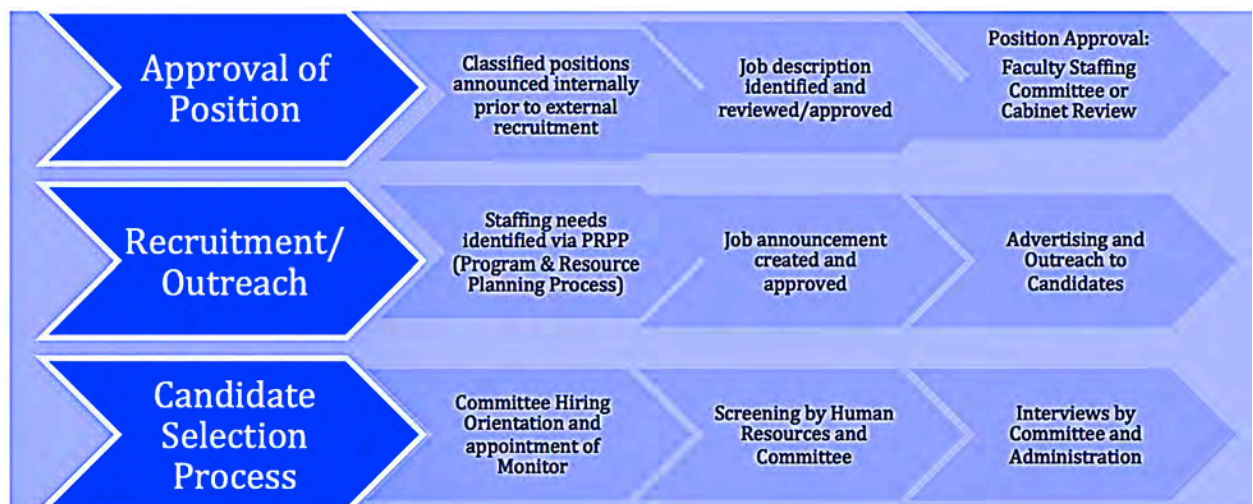 Approval of
Position
Classified positions
announced internally
prior to external
recruitment
Job description
identified and
reviewed/approved
Position Approval:
Faculty Staffing
Committee or
Cabinet Review
Recruitment/
Outreach
Staffing needs
identified via PRPP
(Program & Resource
Planning Process)
Job announcement
created and
approved
Advertising and
Outreach to
Candidates
Candidate
Selection
Process
Committee Hiring
Orientation and
appointment of
Monitor
Screening by Human
Resources and
Committee
Interviews by
Committee and
Administration